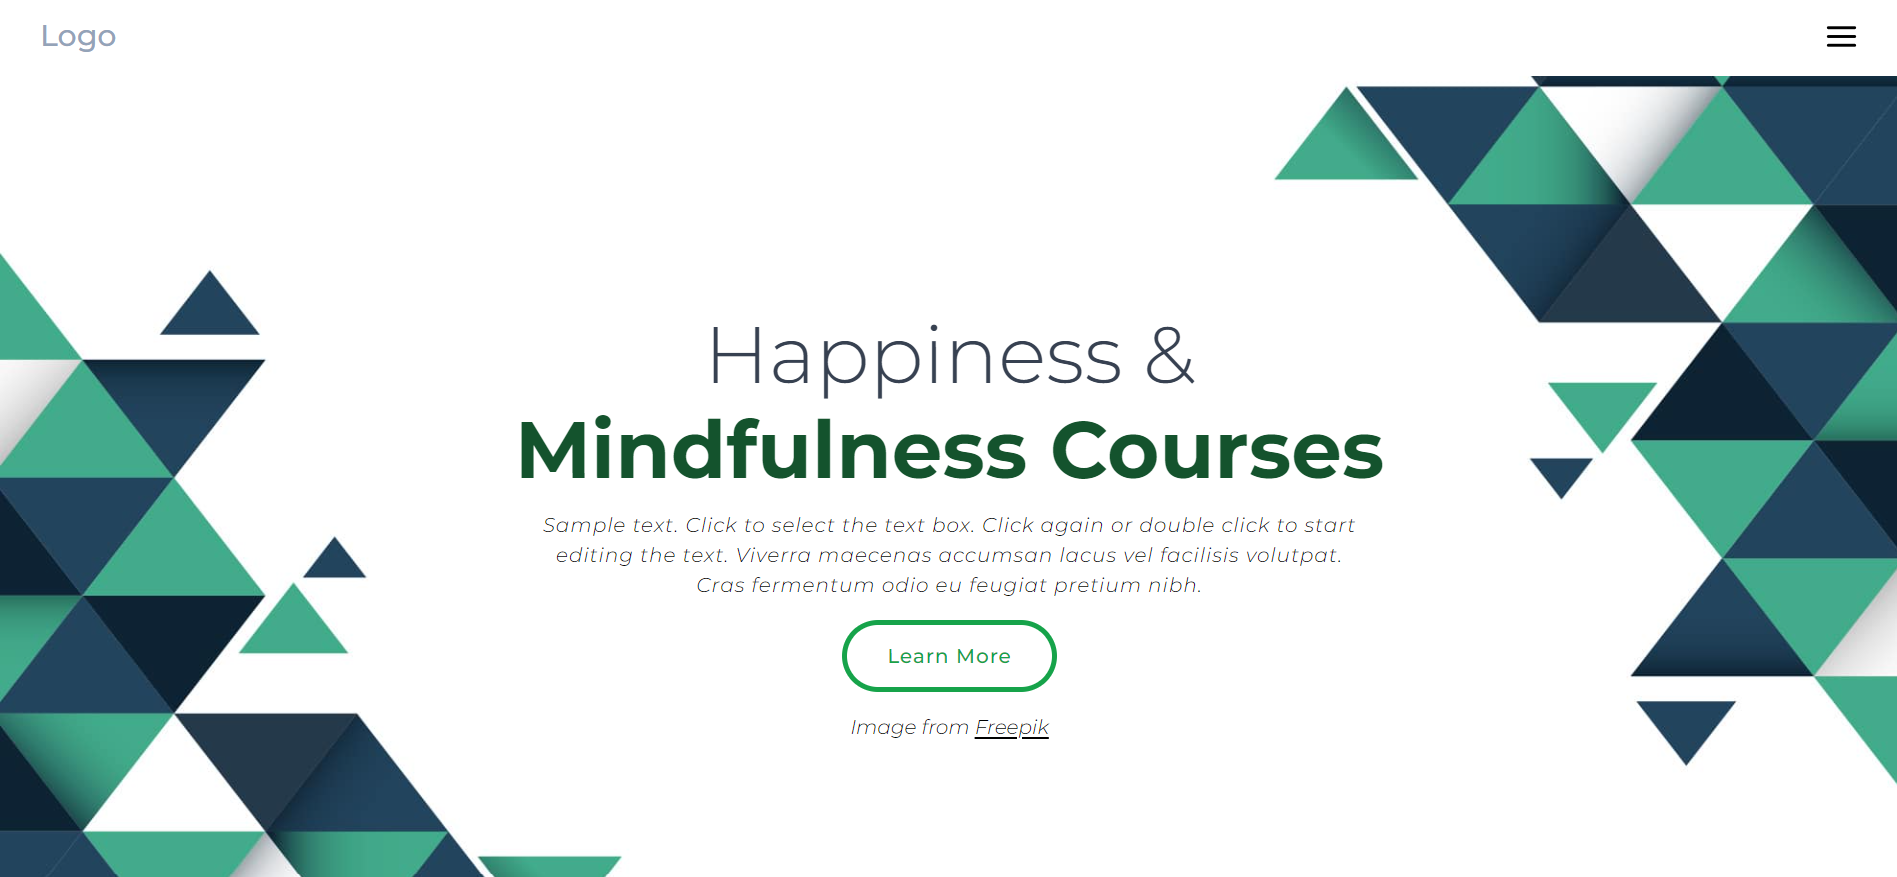 Logo
Happiness &
Mindfulness Courses
Sample text. Click to select the text box. Click again or double click to start
editing the text. Viverra maecenas accumsan lacus vel facilisis volutpat.
Cras fermentum odio eu feugiat pretium nibh.
Learn More
Image from Freepik